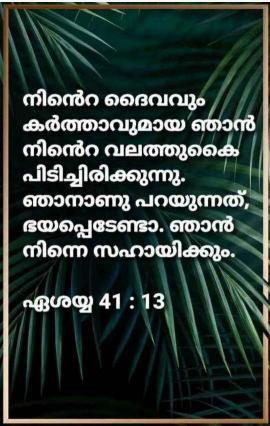 നിൻെറ ദൈവവും
കർത്താവുമായ ഞാൻ
നിൻെറ വലത്തുകൈ
പിടിച്ചിരിക്കുന്നു.
ഞാനാണു പറയുന്നത്,
ഭയപ്പെടേണ്ടാ. ഞാൻ
നിന്നെ സഹായിക്കും.
ഏശയ്യ 41 : 13